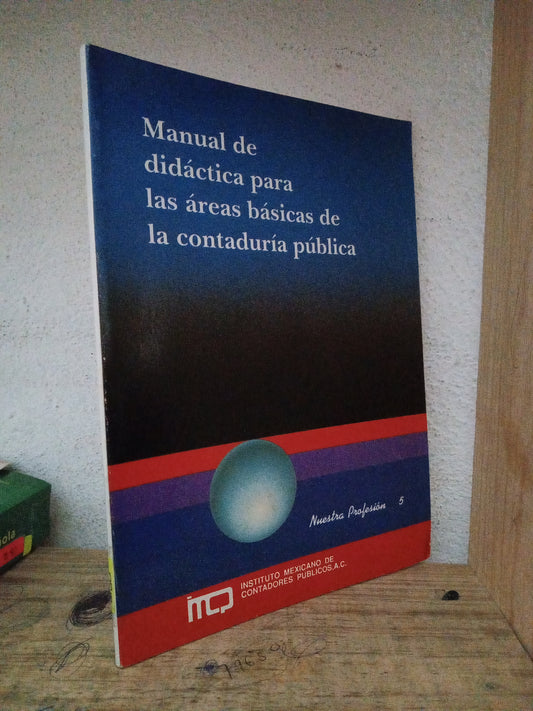 Manual de
didáctica para
las áreas básicas de
la contaduría pública
Nuestra Profesión 5
IMCP
INSTITUTO MEXICANO DE
CONTADORES PÚBLICOS, A.C.